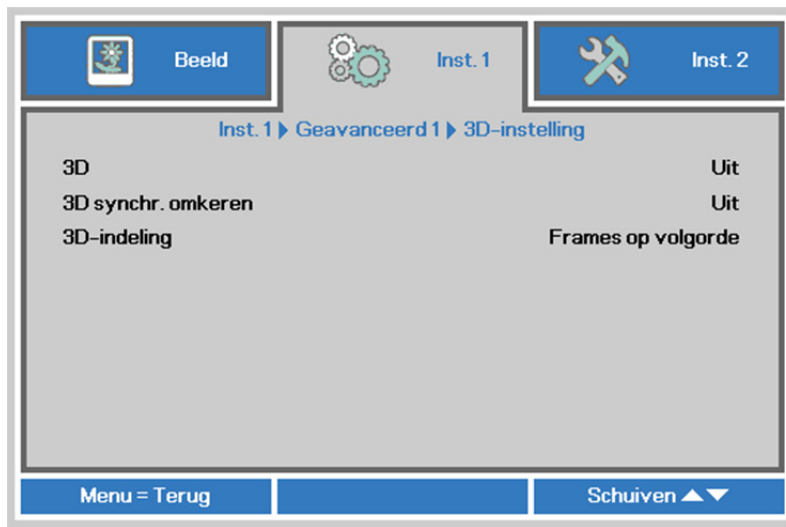 Beeld
Inst. 1
Inst. 2
Inst. 1 ▶ Geavanceerd 1 ▶ 3D-instelling
3D Uit
3D synchr. omkeren Uit
3D-indeling Frames op volgorde
Menu = Terug
Schuiven ▲▼